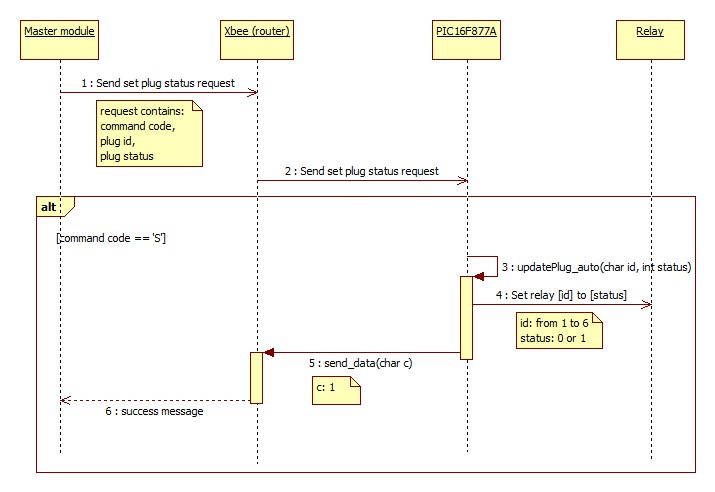 Master module
Xbee (router)
PIC16F877A
Relay
1 : Send set plug status request
request contains:
command code,
plug id,
plug status
2 : Send set plug status request
alt
[command code == 'S']
3 : updatePlug_auto(char id, int status)
4 : Set relay [id] to [status]
id: from 1 to 6
status: 0 or 1
5 : send_data(char c)
c: 1
6 : success message